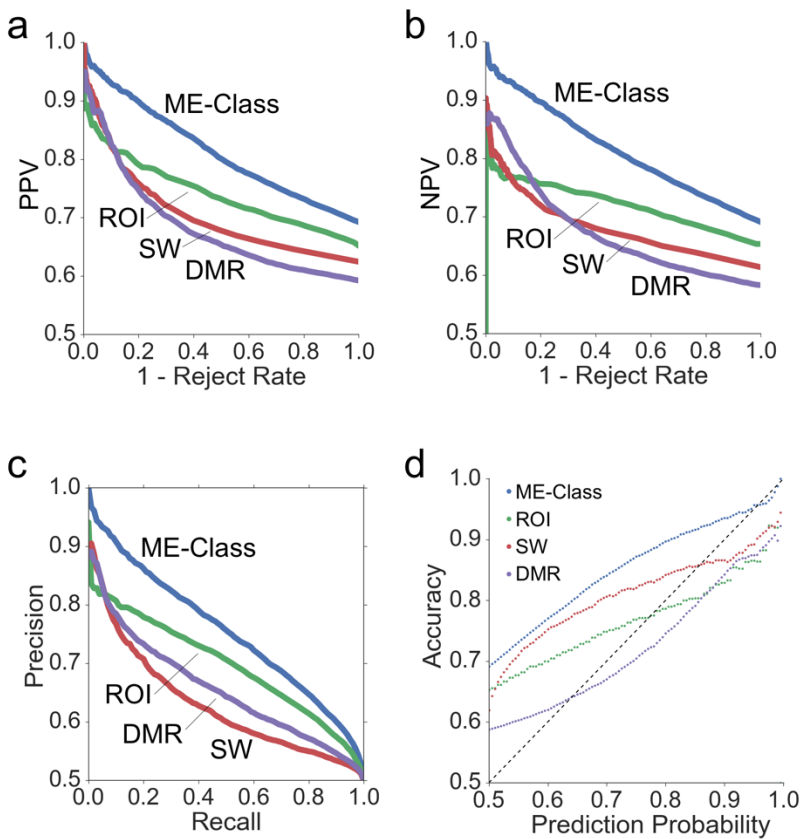 a
1.0
0.9
0.8
0.7
0.6
0.5
PPV
ME-Class
ROI
SW
DMR
0.0 0.2 0.4 0.6 0.8 1.0
1 - Reject Rate
b
1.0
0.9
0.8
0.7
0.6
0.5
NPV
ME-Class
ROI
SW
DMR
0.0 0.2 0.4 0.6 0.8 1.0
1 - Reject Rate
c
1.0
0.9
0.8
0.7
0.6
0.5
Precision
ME-Class
ROI
DMR
SW
0.0 0.2 0.4 0.6 0.8 1.0
Recall
d
1.0
0.9
0.8
0.7
0.6
0.5
Accuracy
ME-Class
ROI
SW
DMR
0.5 0.6 0.7 0.8 0.9 1.0
Prediction Probability